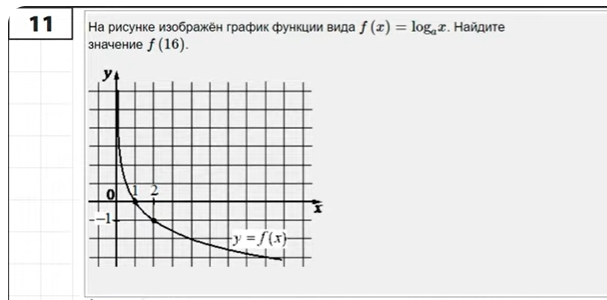 11
На рисунке изображён график функции вида f(x) = logₐx. Найдите
значение f(16).
y
0 1 2
x
-1
y = f(x)